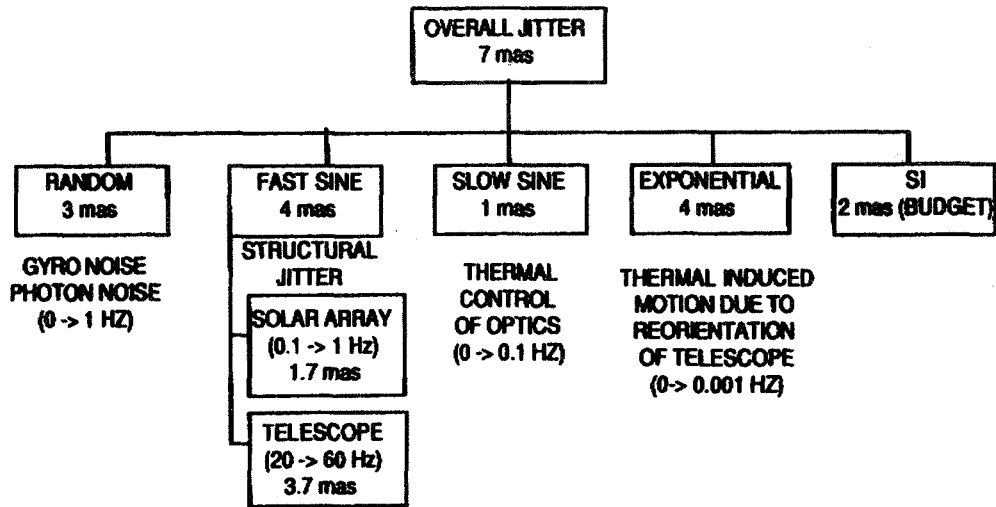 OVERALL JITTER
7 mas
RANDOM
3 mas
GYRO NOISE
PHOTON NOISE
(0 -> 1 HZ)
FAST SINE
4 mas
STRUCTURAL
JITTER
SOLAR ARRAY
(0.1 -> 1 Hz)
1.7 mas
TELESCOPE
(20 -> 60 Hz)
3.7 mas
SLOW SINE
1 mas
THERMAL
CONTROL
OF OPTICS
(0 -> 0.1 HZ)
EXPONENTIAL
4 mas
THERMAL INDUCED
MOTION DUE TO
REORIENTATION
OF TELESCOPE
(0-> 0.001 HZ)
SI
2 mas (BUDGET)